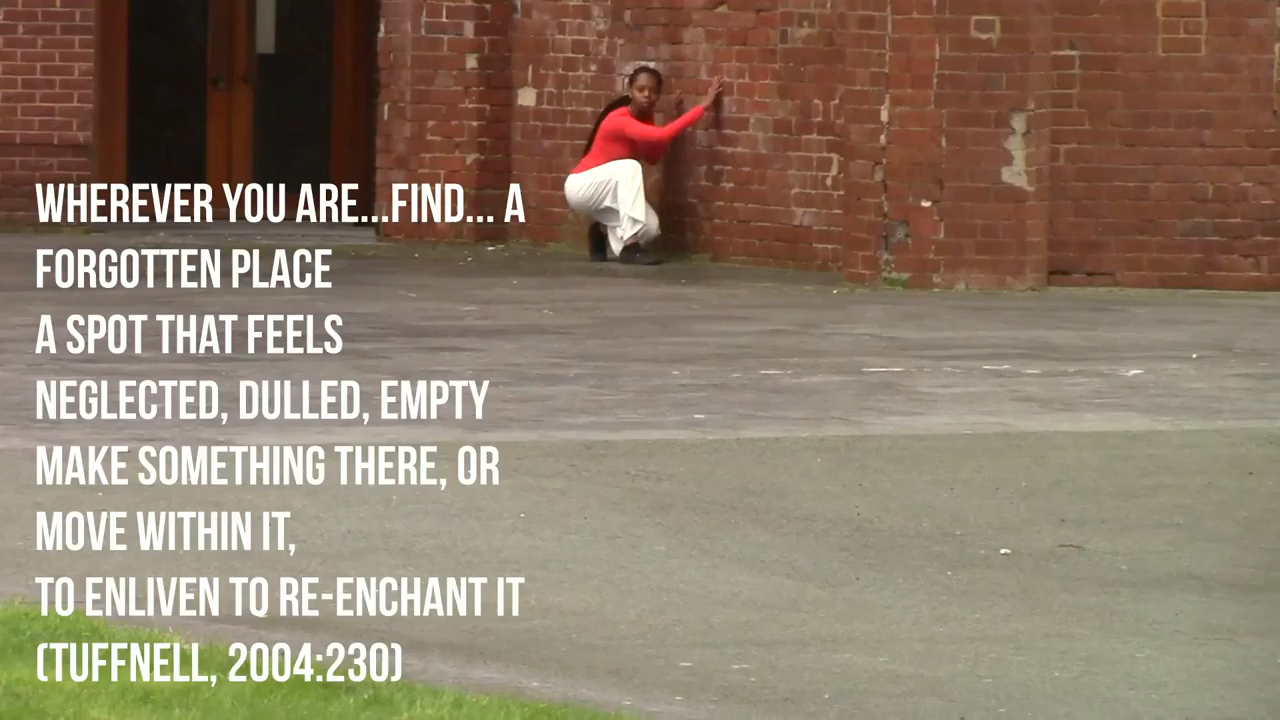 WHEREVER YOU ARE...FIND... A
FORGOTTEN PLACE
A SPOT THAT FEELS
NEGLECTED, DULLED, EMPTY
MAKE SOMETHING THERE, OR
MOVE WITHIN IT,
TO ENLIVEN TO RE-ENCHANT IT
(TUFFNELL, 2004:230)